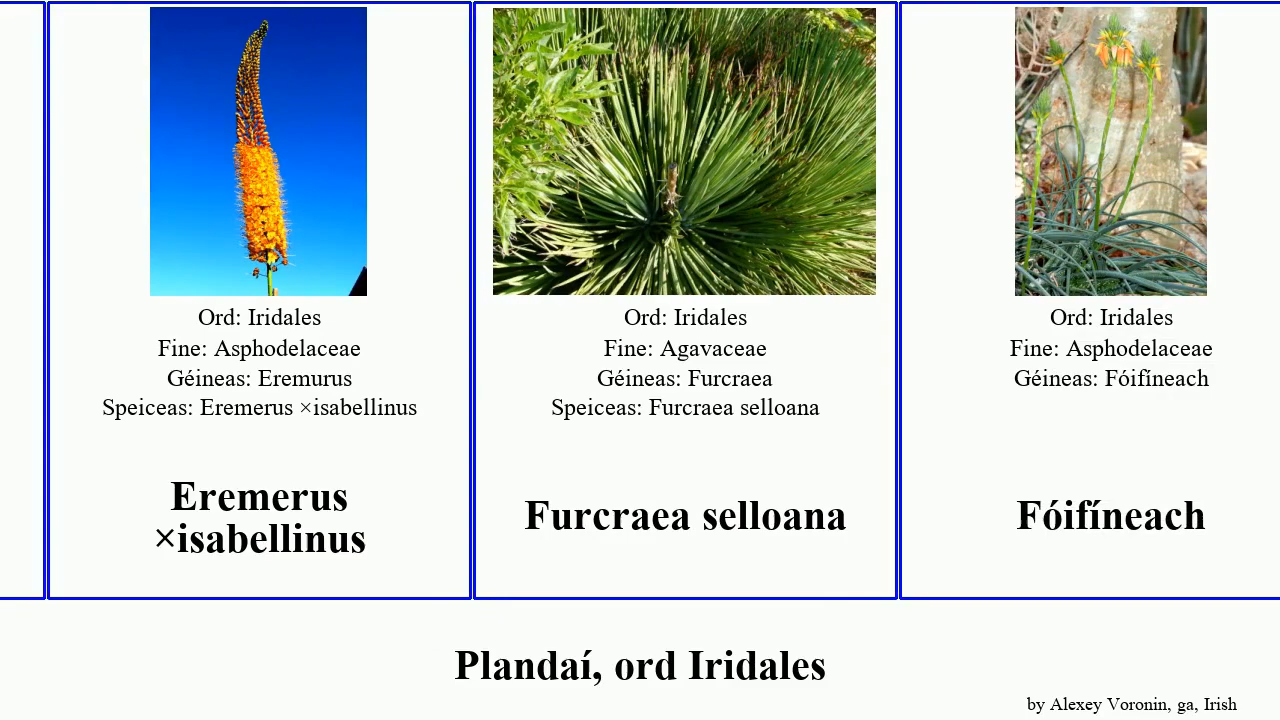 Ord: Iridales
Fine: Asphodelaceae
Géineas: Eremurus
Speiceas: Eremerus ×isabellinus
Eremerus
×isabellinus
Ord: Iridales
Fine: Agavaceae
Géineas: Furcraea
Speiceas: Furcraea selloana
Furcraea selloana
Ord: Iridales
Fine: Asphodelaceae
Géineas: Fóifíneach
Fóifíneach
Plandaí, ord Iridales
by Alexey Voronin, ga, Irish